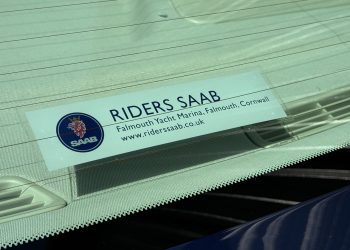 RIDERS SAAB
Falmouth Yacht Marina, Falmouth, Cornwall
www.riderssaab.co.uk
SAAB